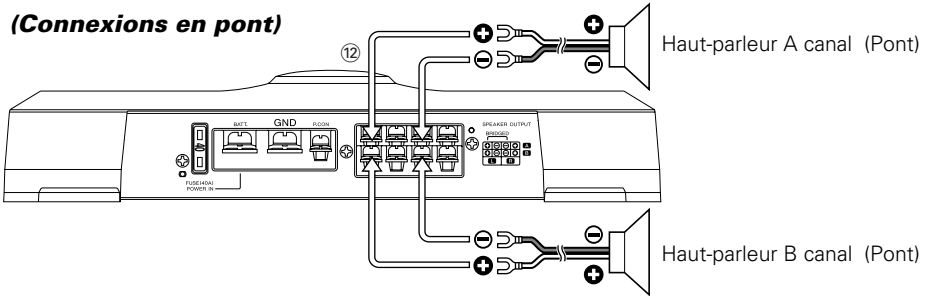 (Connexions en pont)
⑫
+
−
+
−
Haut-parleur A canal (Pont)
BATT.
GND
P.CON
SPEAKER OUTPUT
BRIDGED
A
B
L
R
40
FUSE(40A)
POWER IN
−
+
−
+
Haut-parleur B canal (Pont)